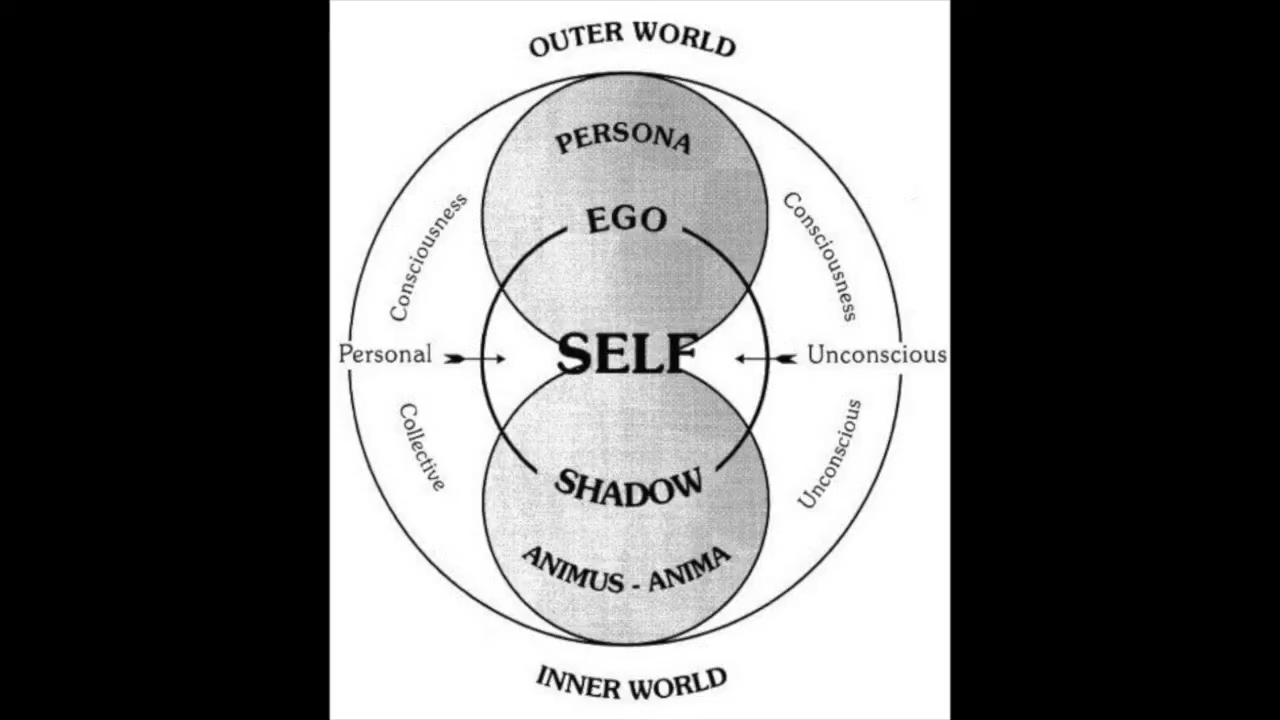 OUTER WORLD
PERSONA
EGO
Consciousness
Consciousness
SELF
Personal
Unconscious
Collective
Unconscious
SHADOW
ANIMUS - ANIMA
INNER WORLD